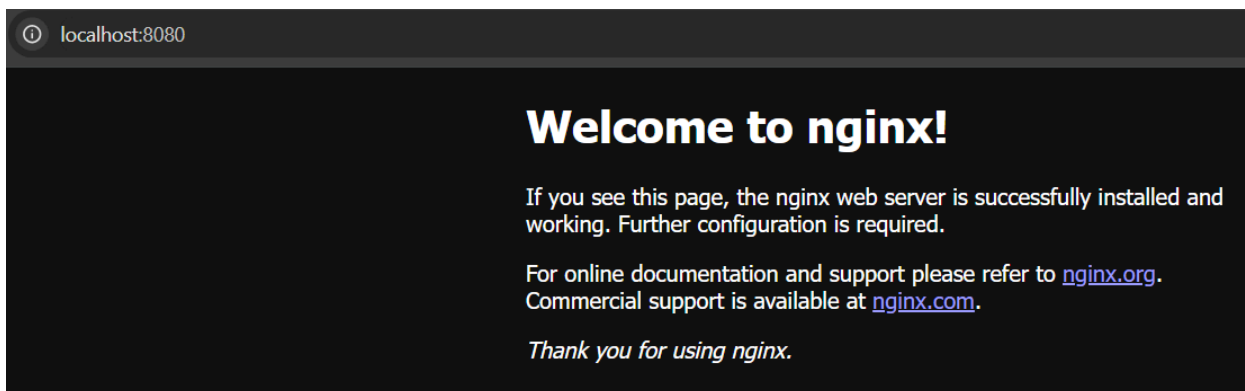 localhost:8080
Welcome to nginx!
If you see this page, the nginx web server is successfully installed and
working. Further configuration is required.
For online documentation and support please refer to nginx.org.
Commercial support is available at nginx.com.
Thank you for using nginx.